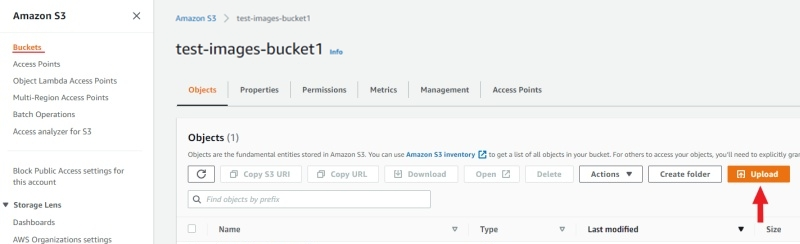 Amazon S3
Buckets
Access Points
Object Lambda Access Points
Multi-Region Access Points
Batch Operations
Access analyzer for S3
Block Public Access settings for
this account
Storage Lens
Dashboards
AWS Organizations settings
Amazon S3 > test-images-bucket1
test-images-bucket1 Info
Objects Properties Permissions Metrics Management Access Points
Objects (1)
Objects are the fundamental entities stored in Amazon S3. You can use Amazon S3 inventory to get a list of all objects in your bucket. For others to access your objects, you'll need to explicitly gran
Copy S3 URI Copy URL Download Open Delete Actions Create folder Upload
Find objects by prefix
Name Type Last modified Size